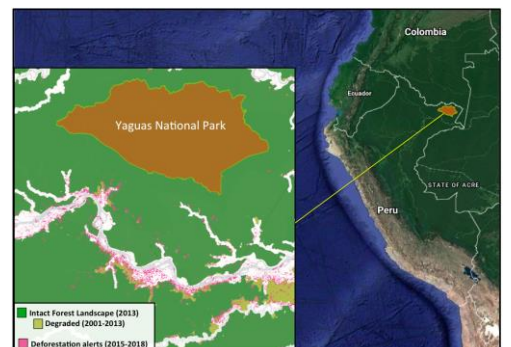 Colombia
Ecuador
Yaguas National Park
STATE OF ACRE
Peru
Intact Forest Landscape (2013)
Degraded (2001-2013)
Deforestation alerts (2015-2018)